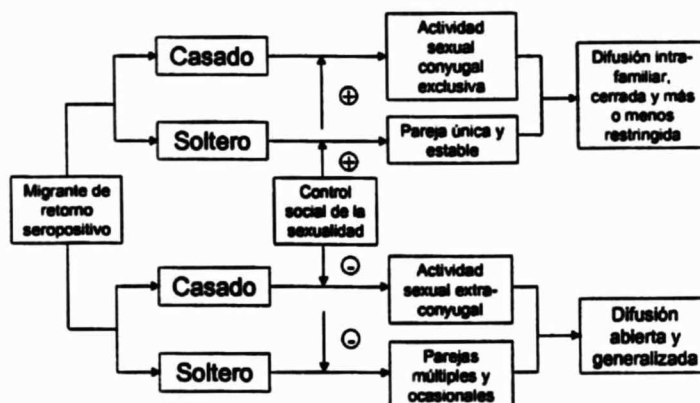 Casado
Actividad
sexual
conyugal
exclusiva
Difusión intra-
familiar,
cerrada y más
o menos
restringida
⊕
Soltero
Pareja única y
estable
⊕
Migrante de
retorno
seropositivo
Control
social de la
sexualidad
⊖
Casado
Actividad
sexual extra-
conyugal
Difusión
abierta y
generalizada
⊖
Soltero
Parejas
múltiples y
ocasionales